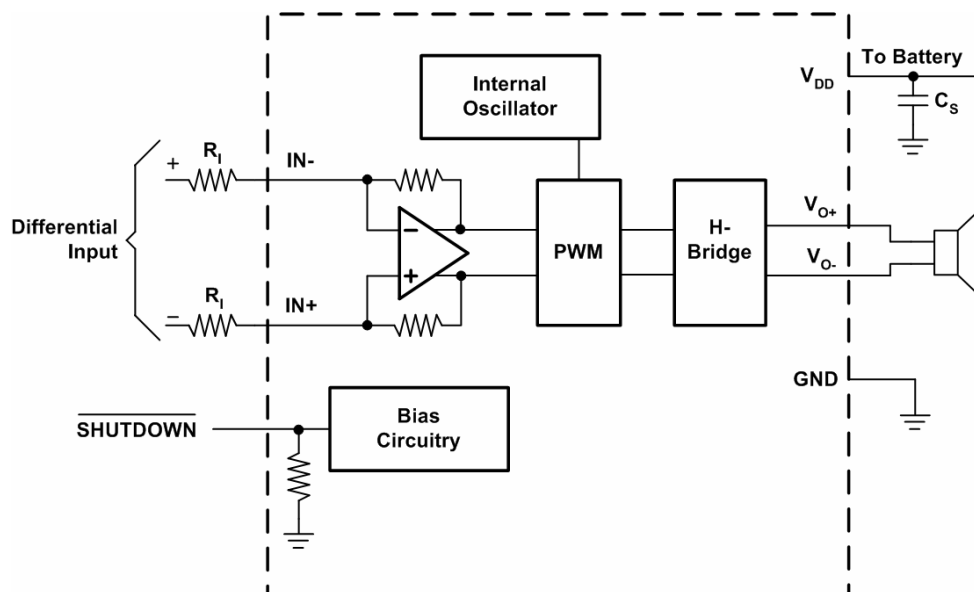 To Battery
Internal
Oscillator
V_DD
C_S
R_I
IN-
+
V_O+
Differential
Input
−
PWM
H-
Bridge
V_O-
+
R_I
IN+
−
GND
SHUTDOWN
Bias
Circuitry